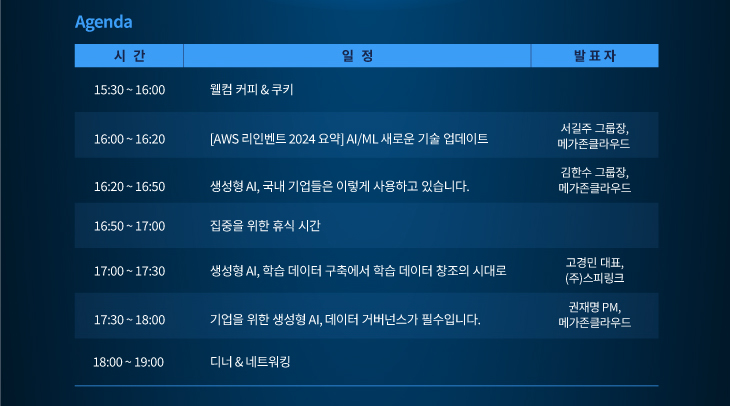 Agenda
시 간 일 정 발표자
15:30 ~ 16:00 웰컴 커피 & 쿠키
16:00 ~ 16:20 [AWS 리인벤트 2024 요약] AI/ML 새로운 기술 업데이트 서길주 그룹장,
메가존클라우드
16:20 ~ 16:50 생성형 AI, 국내 기업들은 이렇게 사용하고 있습니다. 김한수 그룹장,
메가존클라우드
16:50 ~ 17:00 집중을 위한 휴식 시간
17:00 ~ 17:30 생성형 AI, 학습 데이터 구축에서 학습 데이터 창조의 시대로 고경민 대표,
(주)스피링크
17:30 ~ 18:00 기업을 위한 생성형 AI, 데이터 거버넌스가 필수입니다. 권재명 PM,
메가존클라우드
18:00 ~ 19:00 디너 & 네트워킹